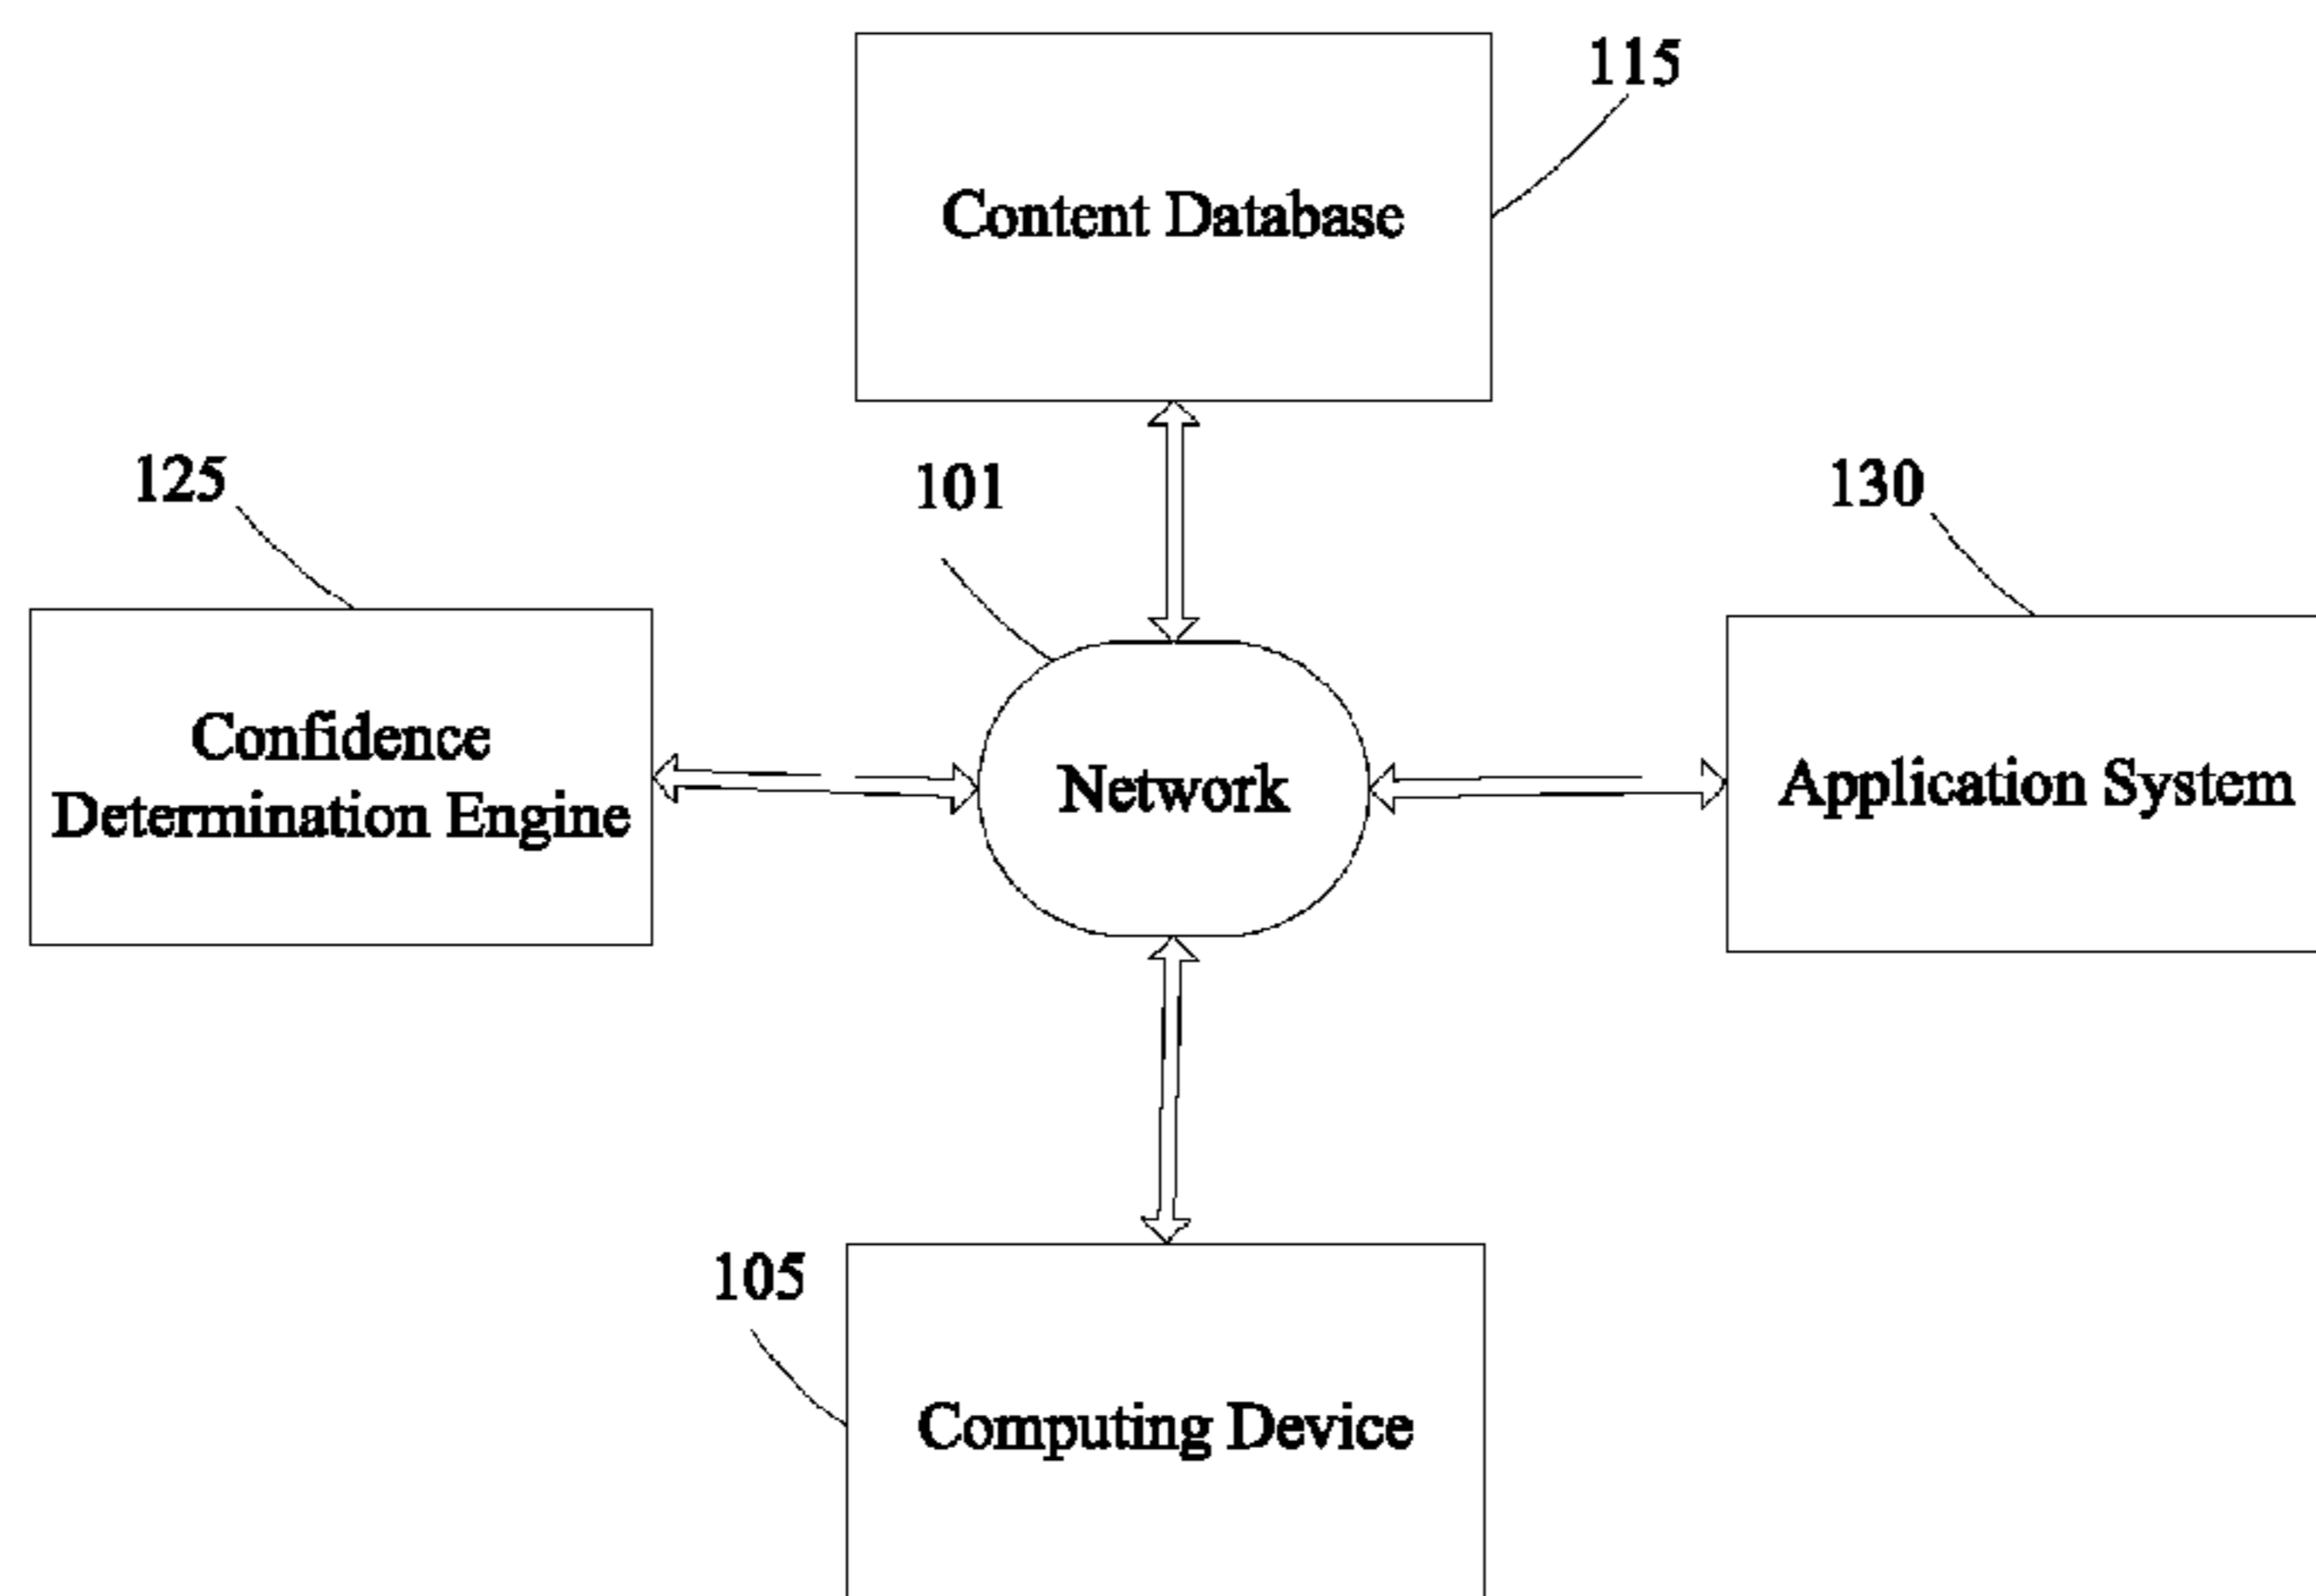 115
Content Database
125
101
130
Confidence
Determination Engine
Network
Application System
105
Computing Device